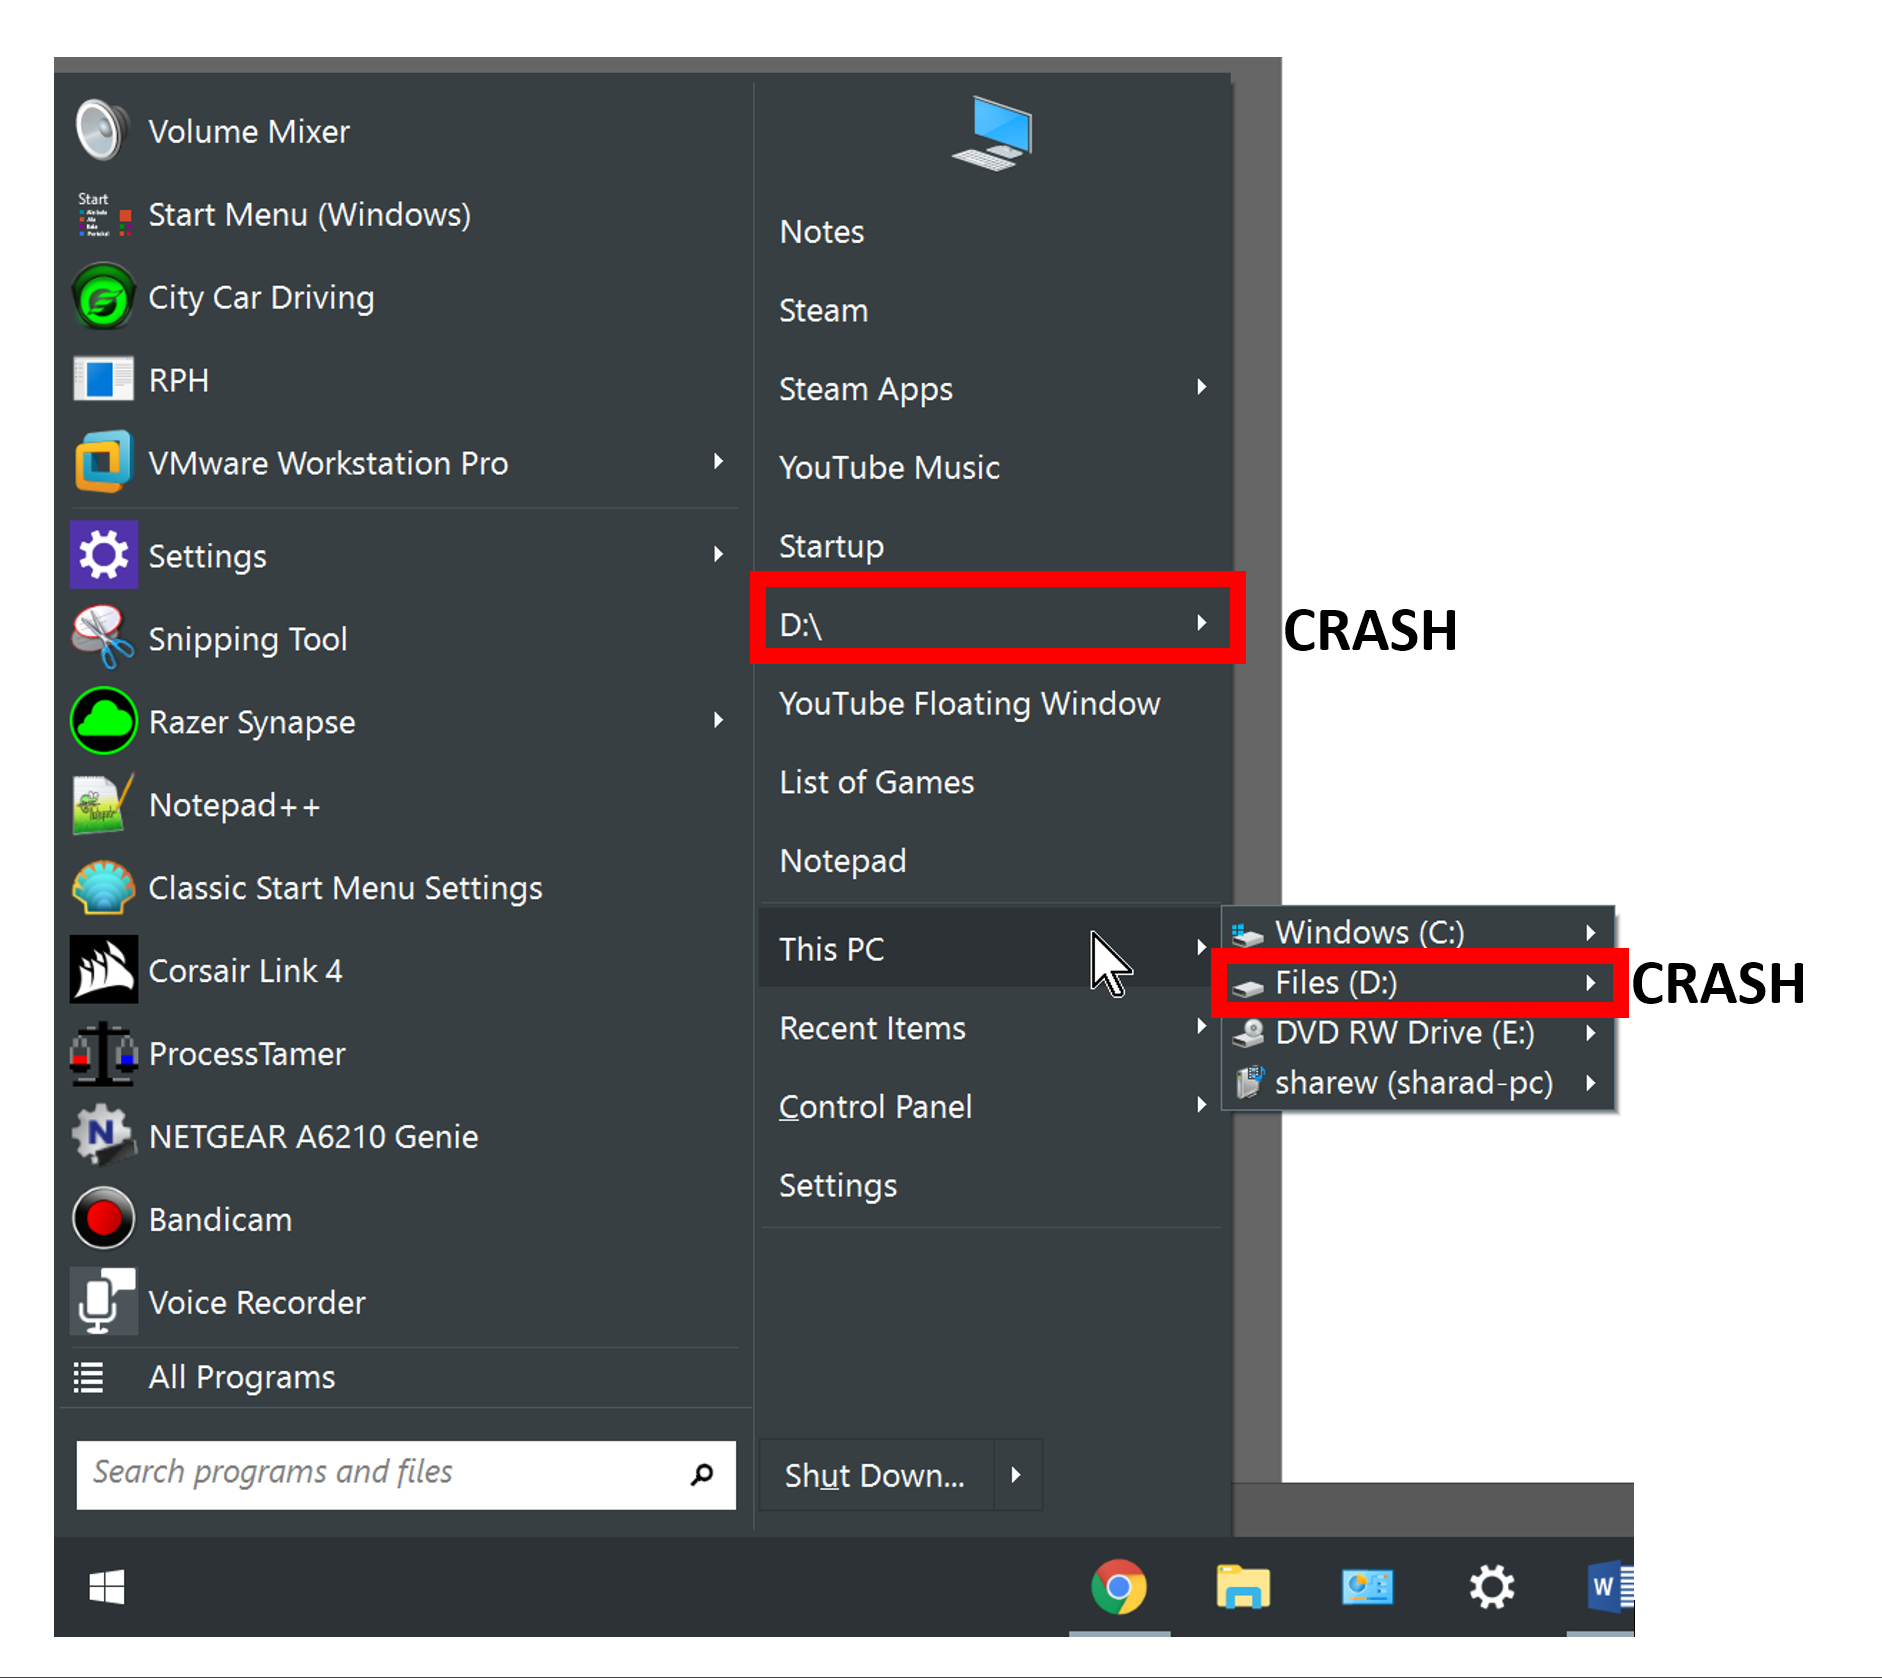 Volume Mixer
Start
Start Menu (Windows)
City Car Driving
RPH
VMware Workstation Pro
Settings
Snipping Tool
Razer Synapse
Notepad++
Classic Start Menu Settings
Corsair Link 4
ProcessTamer
N
NETGEAR A6210 Genie
Bandicam
Voice Recorder
All Programs
Search programs and files
Notes
Steam
Steam Apps
YouTube Music
Startup
D:\
CRASH
YouTube Floating Window
List of Games
Notepad
This PC
Recent Items
Control Panel
Settings
Windows (C:)
Files (D:)
CRASH
DVD RW Drive (E:)
sharew (sharad-pc)
Shut Down...
W